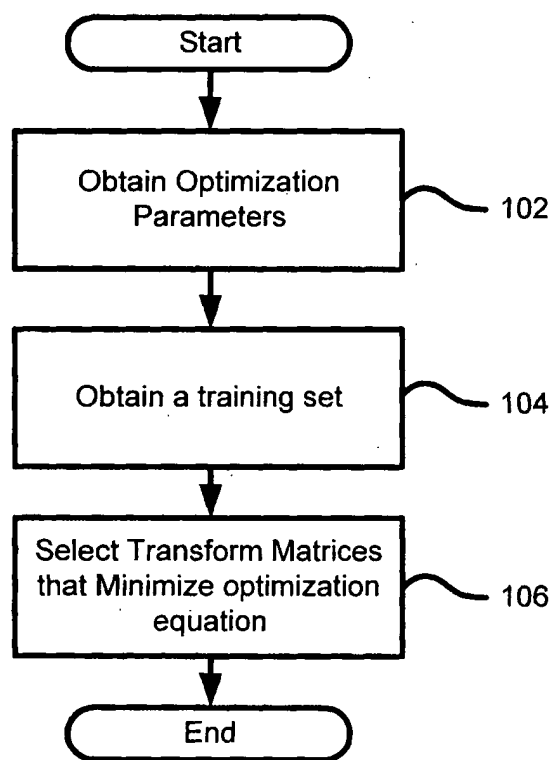 Start
Obtain Optimization
Parameters
102
Obtain a training set
104
Select Transform Matrices
that Minimize optimization
equation
106
End